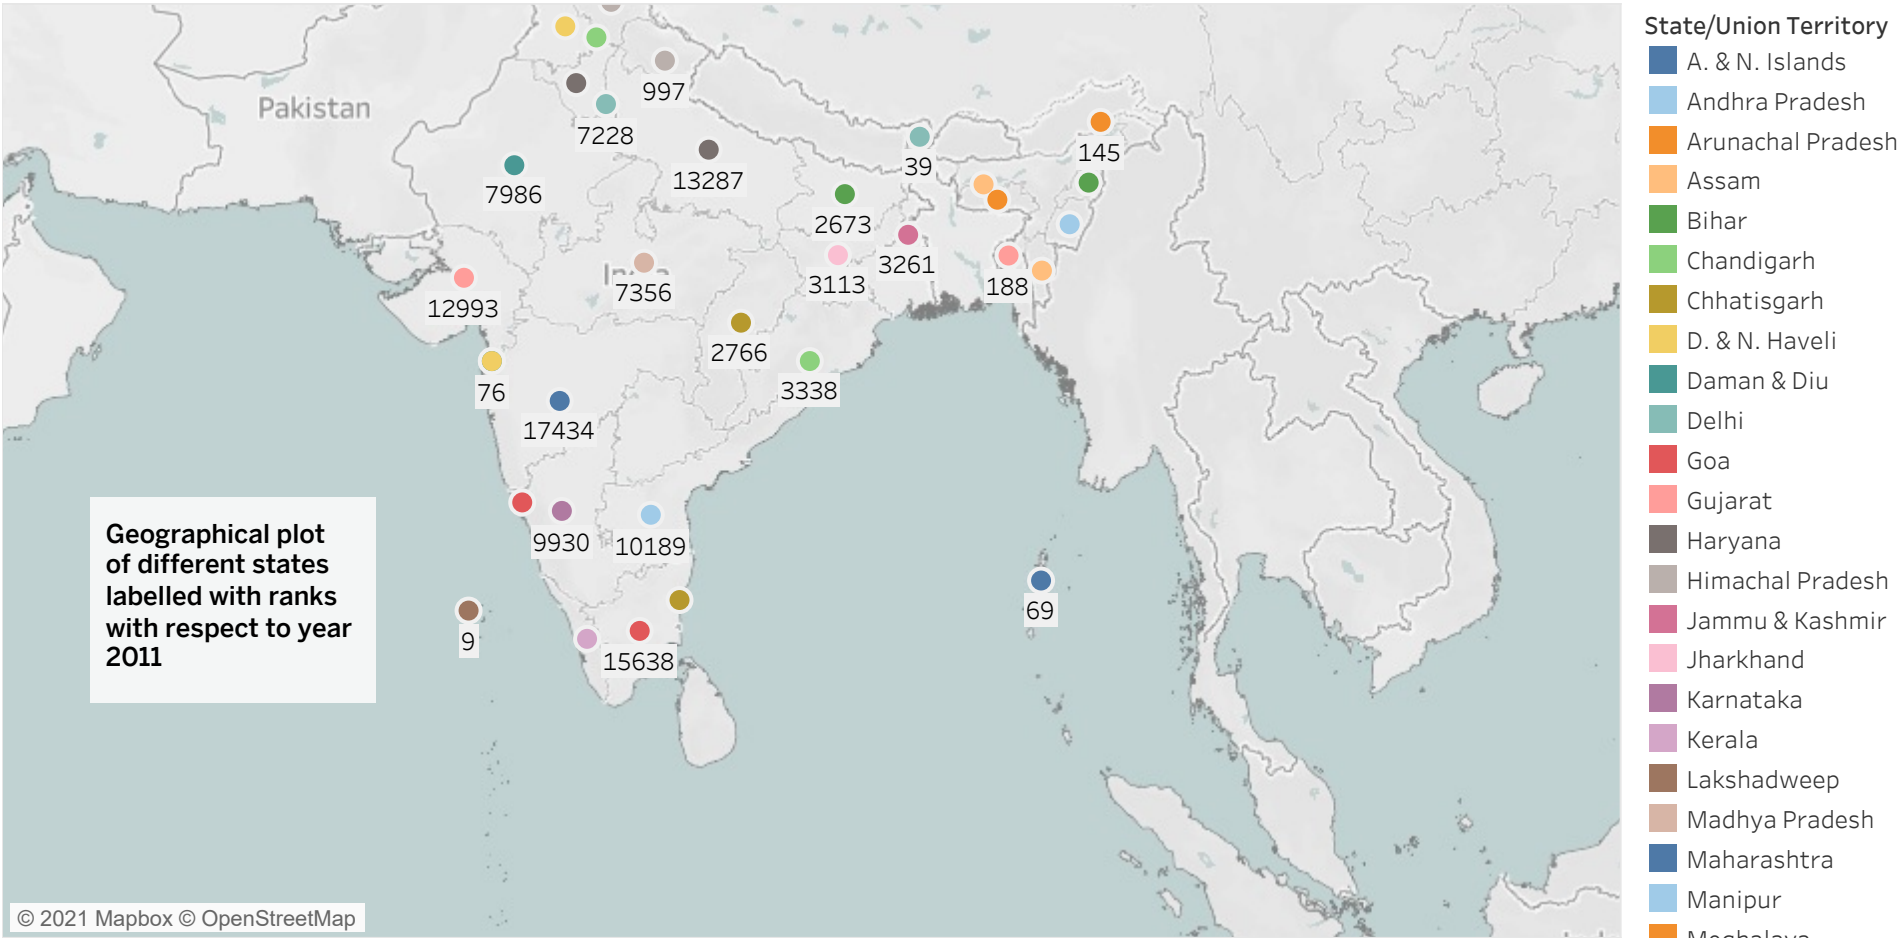 Pakistan
997
7228
7986
13287
39
145
2673
3261
3113
188
7356
12993
2766
76
3338
17434
9930
10189
69
9
15638
Geographical plot
of different states
labelled with ranks
with respect to year
2011
© 2021 Mapbox © OpenStreetMap
State/Union Territory
A. & N. Islands
Andhra Pradesh
Arunachal Pradesh
Assam
Bihar
Chandigarh
Chhatisgarh
D. & N. Haveli
Daman & Diu
Delhi
Goa
Gujarat
Haryana
Himachal Pradesh
Jammu & Kashmir
Jharkhand
Karnataka
Kerala
Lakshadweep
Madhya Pradesh
Maharashtra
Manipur
Meghalaya